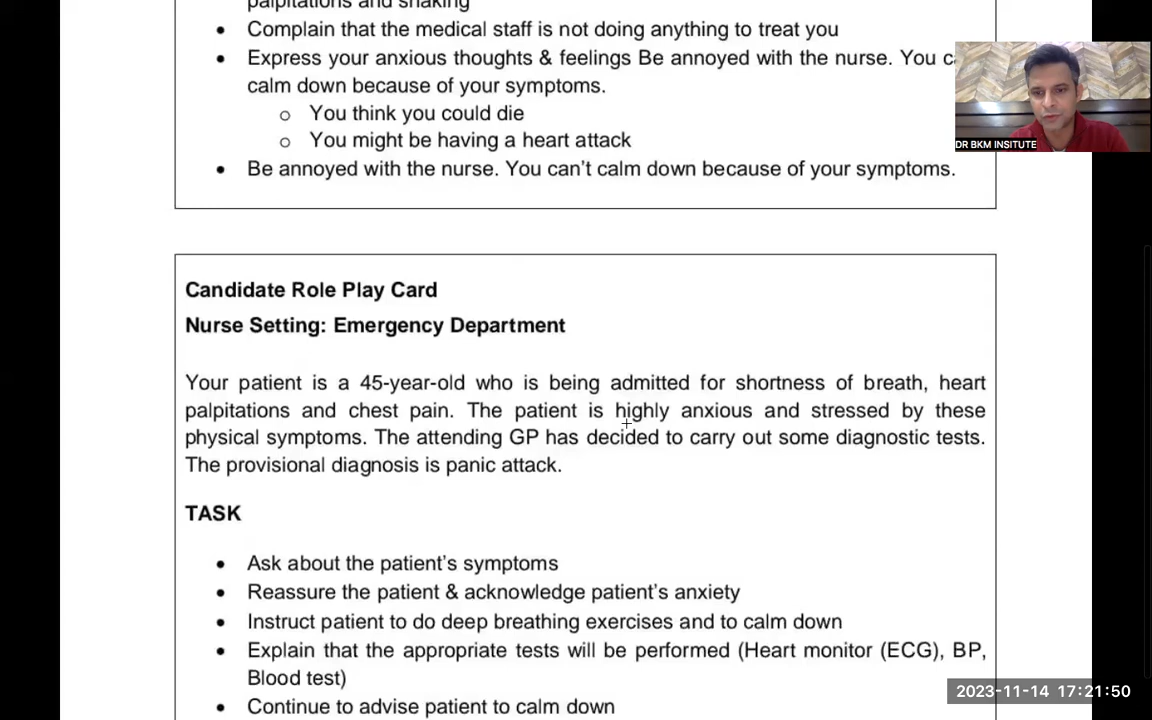 palpitations and shaking
• Complain that the medical staff is not doing anything to treat you
• Express your anxious thoughts & feelings Be annoyed with the nurse. You c
calm down because of your symptoms.
o You think you could die
o You might be having a heart attack
• Be annoyed with the nurse. You can’t calm down because of your symptoms.
DR BKM INSITUTE
Candidate Role Play Card
Nurse Setting: Emergency Department
Your patient is a 45-year-old who is being admitted for shortness of breath, heart
palpitations and chest pain. The patient is highly anxious and stressed by these
physical symptoms. The attending GP has decided to carry out some diagnostic tests.
The provisional diagnosis is panic attack.
TASK
• Ask about the patient’s symptoms
• Reassure the patient & acknowledge patient’s anxiety
• Instruct patient to do deep breathing exercises and to calm down
• Explain that the appropriate tests will be performed (Heart monitor (ECG), BP,
Blood test)
• Continue to advise patient to calm down
2023-11-14 17:21:50